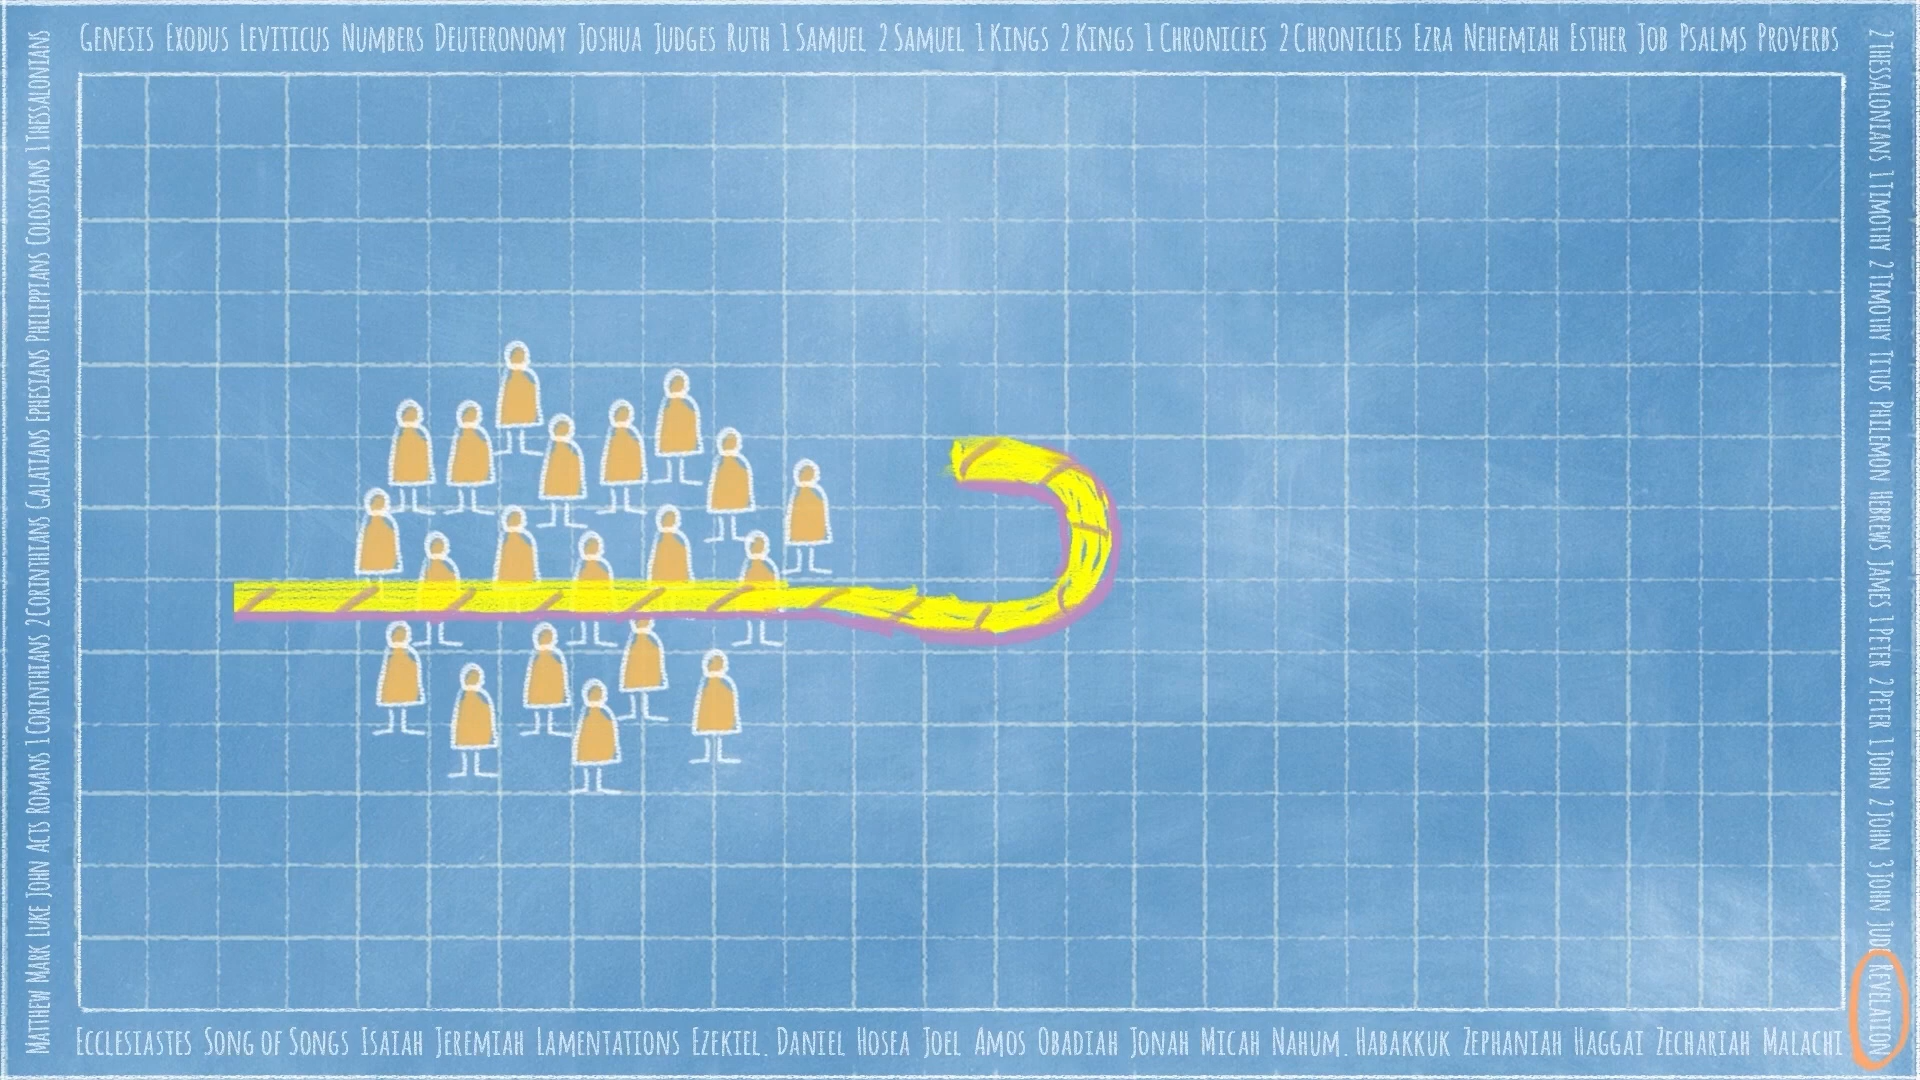 Genesis Exodus Leviticus Numbers Deuteronomy Joshua Judges Ruth 1 Samuel 2 Samuel 1 Kings 2 Kings 1 Chronicles 2 Chronicles Ezra Nehemiah Esther Job Psalms Proverbs
Ecclesiastes Song of Songs Isaiah Jeremiah Lamentations Ezekiel. Daniel Hosea Joel Amos Obadiah Jonah Micah Nahum. Habakkuk Zephaniah Haggai Zechariah Malachi
Matthew Mark Luke John Acts Romans 1 Corinthians 2 Corinthians Galatians Ephesians Philippians Colossians 1 Thessalonians
2 Thessalonians 1 Timothy 2 Timothy Titus Philemon Hebrews James 1 Peter 2 Peter 1 John 2 John 3 John Jude Revelation